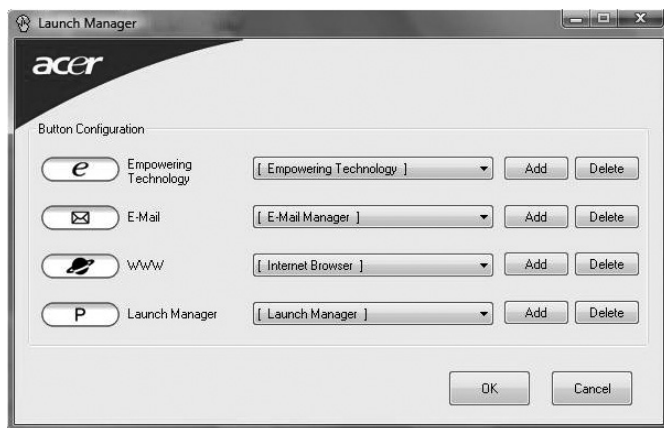 Launch Manager
acer
Button Configuration
e Empowering Technology [ Empowering Technology ] Add Delete
E-Mail [ E-Mail Manager ] Add Delete
WWW [ Internet Browser ] Add Delete
P Launch Manager [ Launch Manager ] Add Delete
OK Cancel